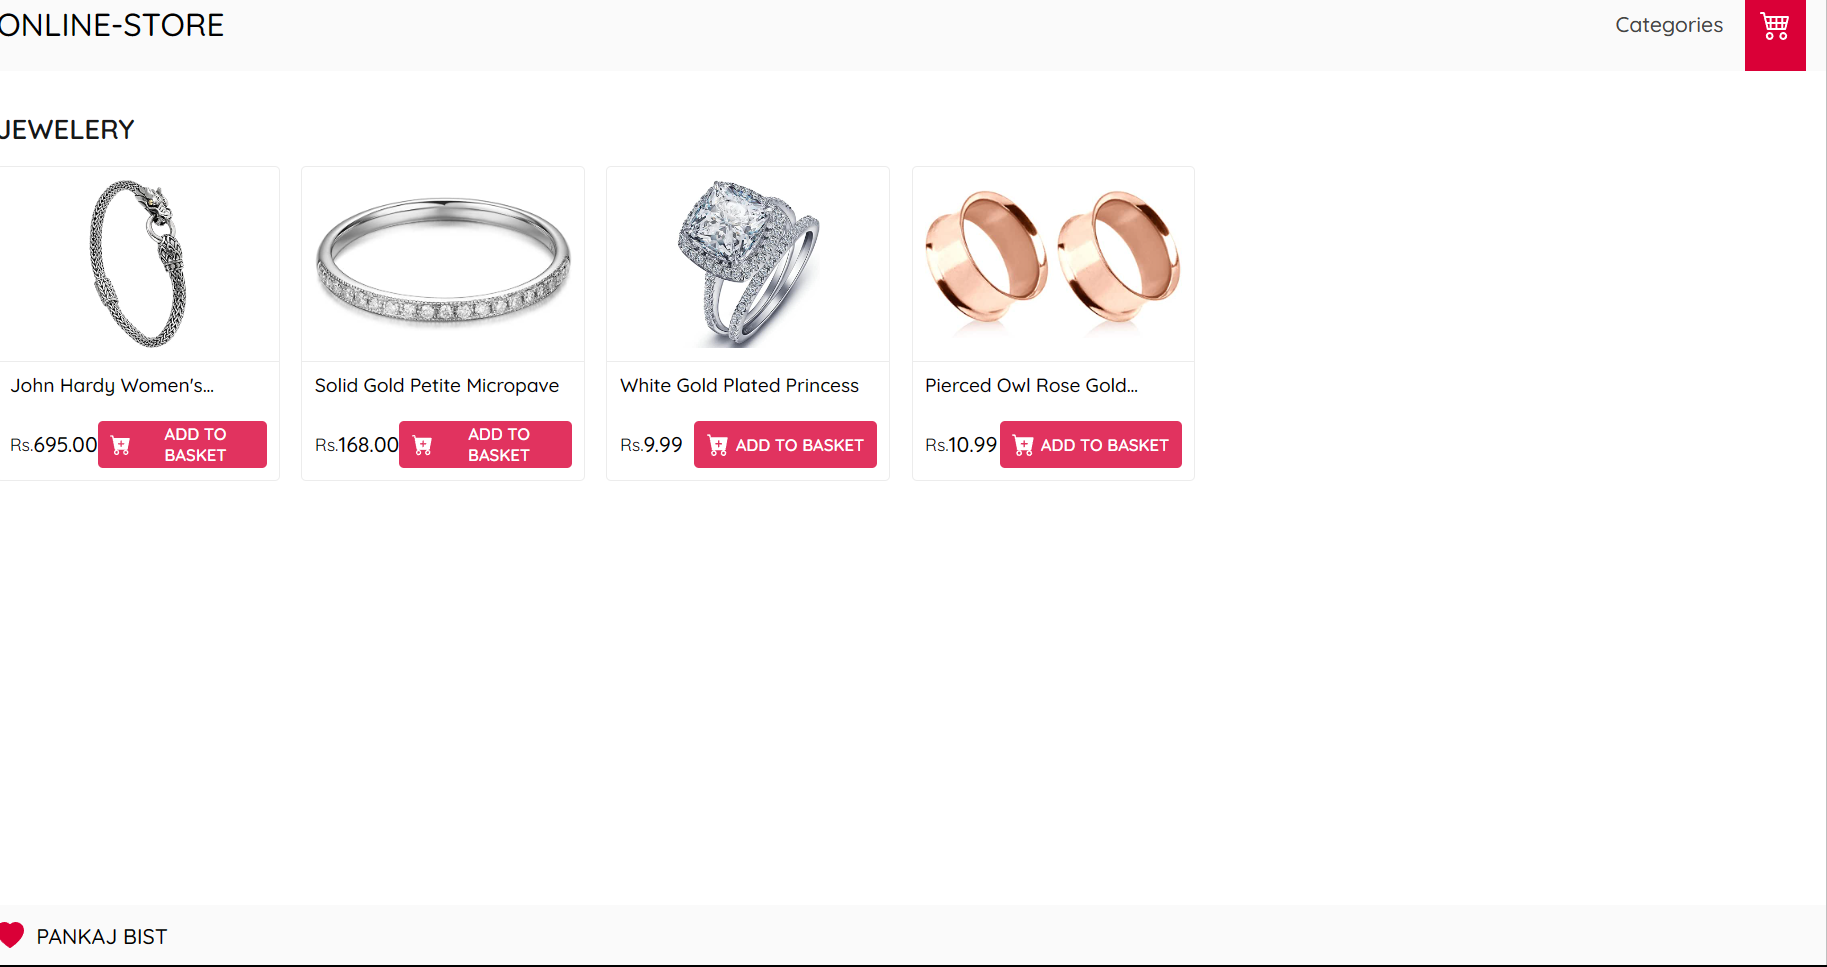 ONLINE-STORE
Categories
JEWELERY
John Hardy Women's...
Rs.695.00
ADD TO
BASKET
Solid Gold Petite Micropave
Rs.168.00
ADD TO
BASKET
White Gold Plated Princess
Rs.9.99
ADD TO BASKET
Pierced Owl Rose Gold...
Rs.10.99
ADD TO BASKET
PANKAJ BIST